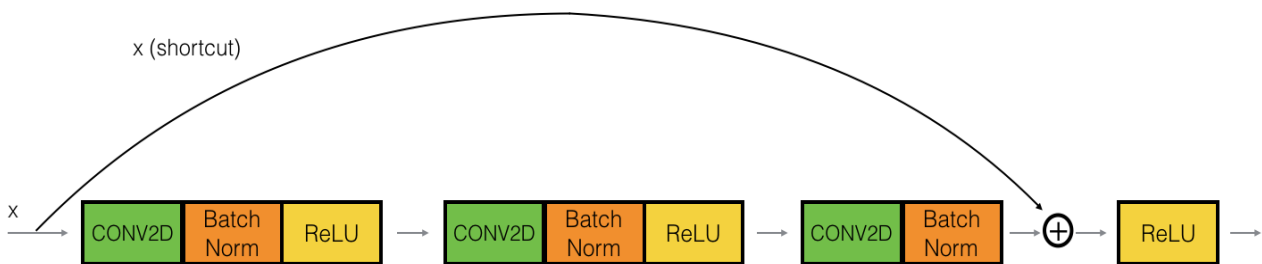 x (shortcut)
x
CONV2D
Batch
Norm
ReLU
CONV2D
Batch
Norm
ReLU
CONV2D
Batch
Norm
+
ReLU